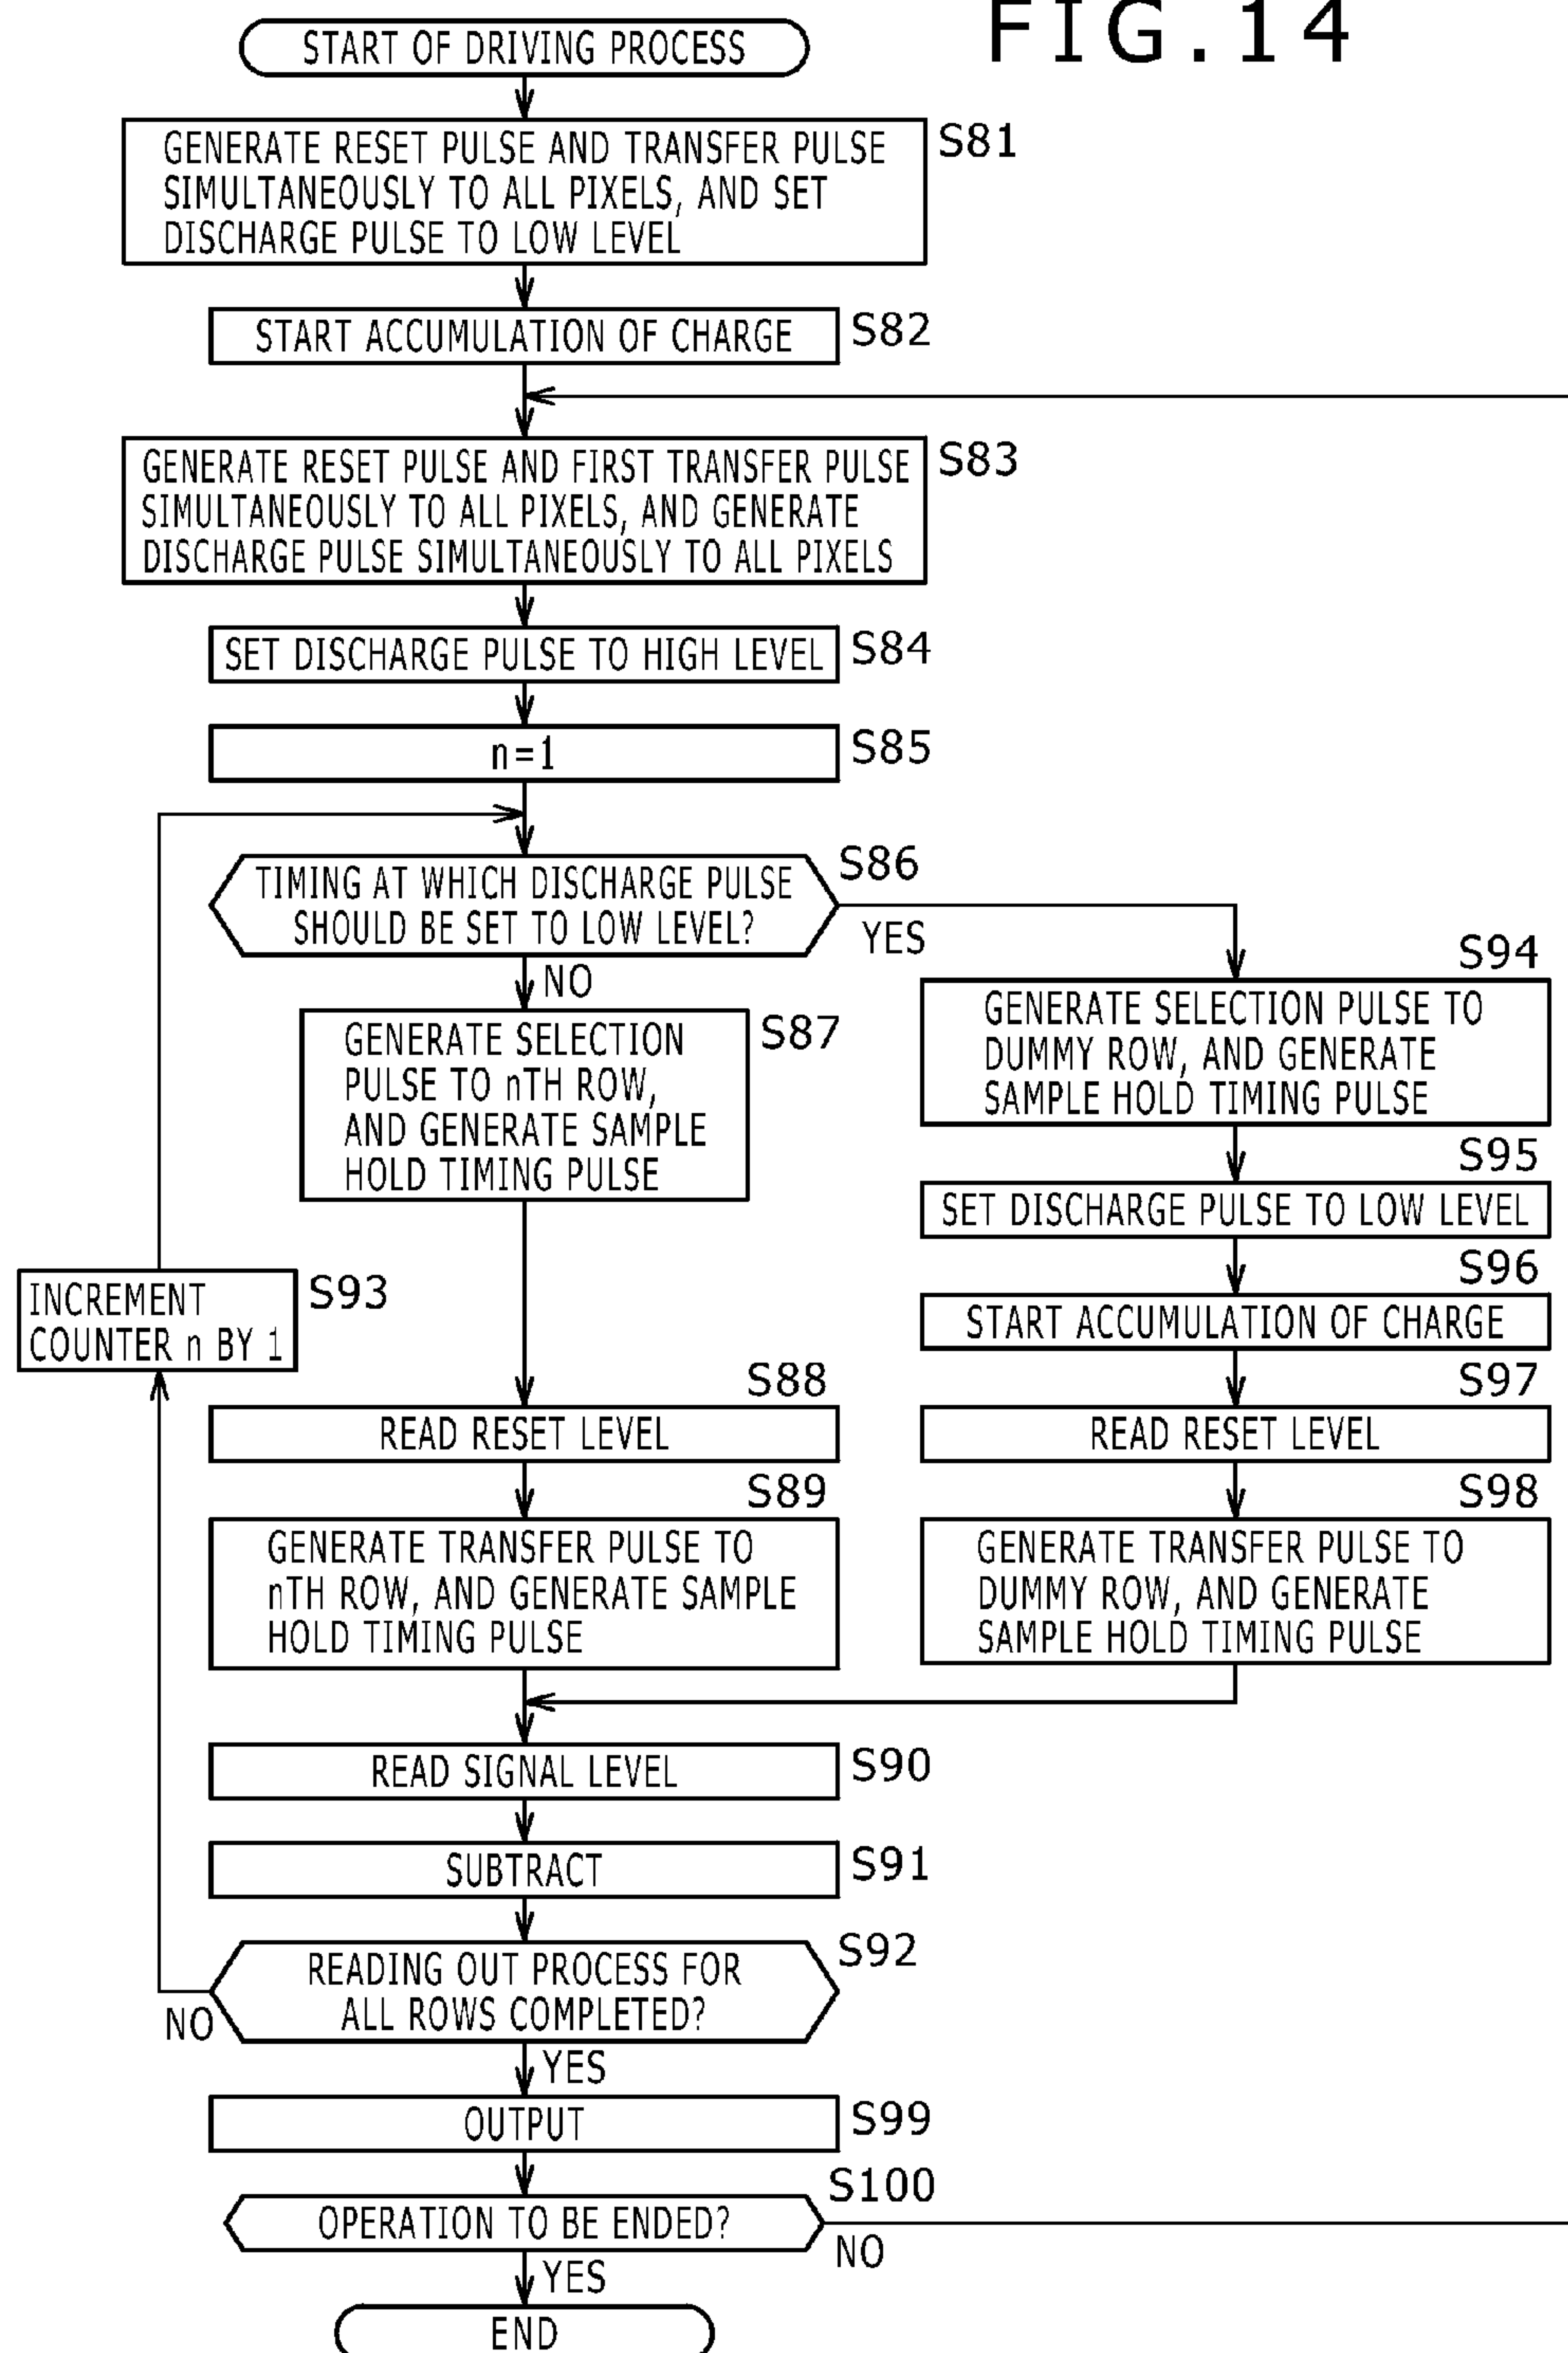 FIG.14
START OF DRIVING PROCESS
GENERATE RESET PULSE AND TRANSFER PULSE
SIMULTANEOUSLY TO ALL PIXELS, AND SET
DISCHARGE PULSE TO LOW LEVEL
S81
START ACCUMULATION OF CHARGE
S82
GENERATE RESET PULSE AND FIRST TRANSFER PULSE
SIMULTANEOUSLY TO ALL PIXELS, AND GENERATE
DISCHARGE PULSE SIMULTANEOUSLY TO ALL PIXELS
S83
SET DISCHARGE PULSE TO HIGH LEVEL
S84
n=1
S85
TIMING AT WHICH DISCHARGE PULSE
SHOULD BE SET TO LOW LEVEL?
S86
YES
NO
GENERATE SELECTION
PULSE TO nTH ROW,
AND GENERATE SAMPLE
HOLD TIMING PULSE
S87
S94
GENERATE SELECTION PULSE TO
DUMMY ROW, AND GENERATE
SAMPLE HOLD TIMING PULSE
S95
SET DISCHARGE PULSE TO LOW LEVEL
S96
START ACCUMULATION OF CHARGE
INCREMENT
COUNTER n BY 1
S93
S88
READ RESET LEVEL
S97
READ RESET LEVEL
S89
GENERATE TRANSFER PULSE TO
nTH ROW, AND GENERATE SAMPLE
HOLD TIMING PULSE
S98
GENERATE TRANSFER PULSE TO
DUMMY ROW, AND GENERATE
SAMPLE HOLD TIMING PULSE
READ SIGNAL LEVEL
S90
SUBTRACT
S91
READING OUT PROCESS FOR
ALL ROWS COMPLETED?
S92
NO
YES
OUTPUT
S99
OPERATION TO BE ENDED?
S100
NO
YES
END